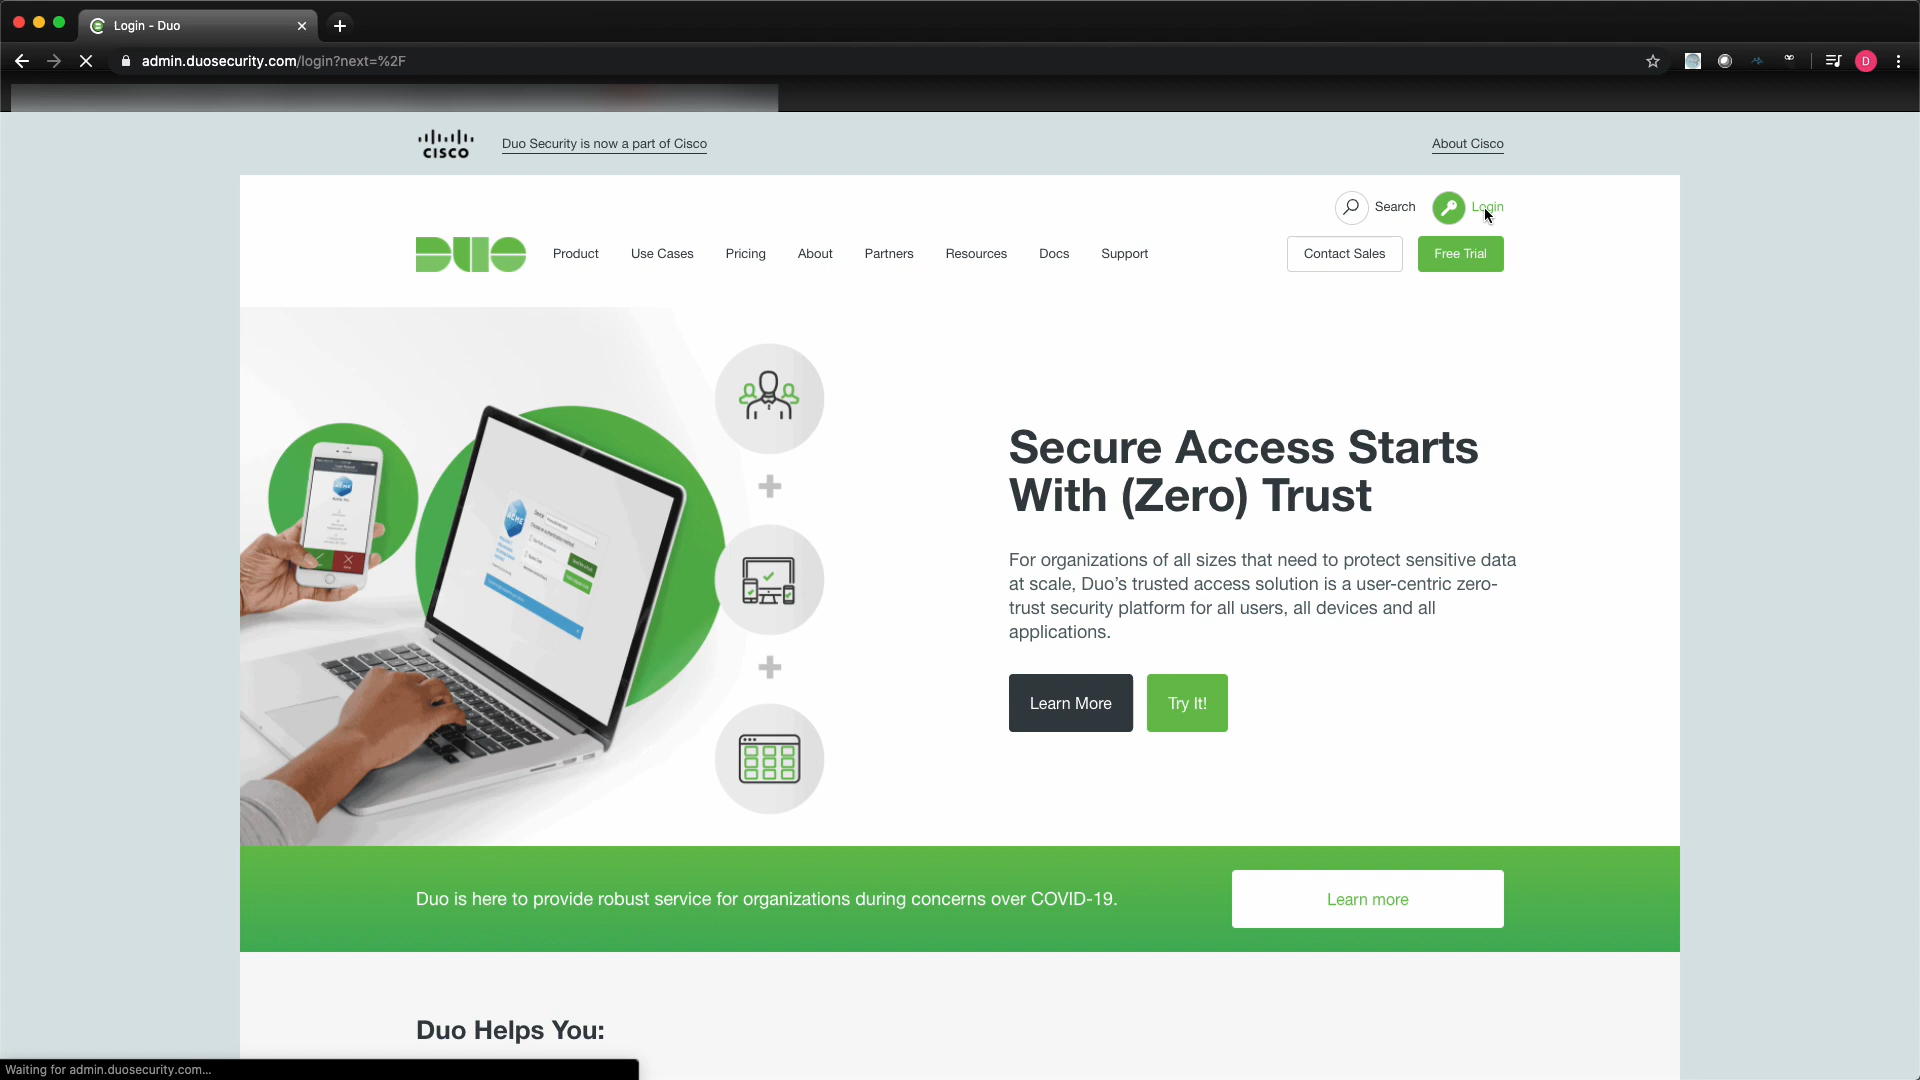 Login - Duo
admin.duosecurity.com/login?next=%2F
D
CISCO
Duo Security is now a part of Cisco
About Cisco
Search
Login
DUO
Product
Use Cases
Pricing
About
Partners
Resources
Docs
Support
Contact Sales
Free Trial
ACME
Secure Access Starts
With (Zero) Trust
For organizations of all sizes that need to protect sensitive data
at scale, Duo’s trusted access solution is a user-centric zero-
trust security platform for all users, all devices and all
applications.
Learn More
Try It!
Duo is here to provide robust service for organizations during concerns over COVID-19.
Learn more
Duo Helps You:
Waiting for admin.duosecurity.com...